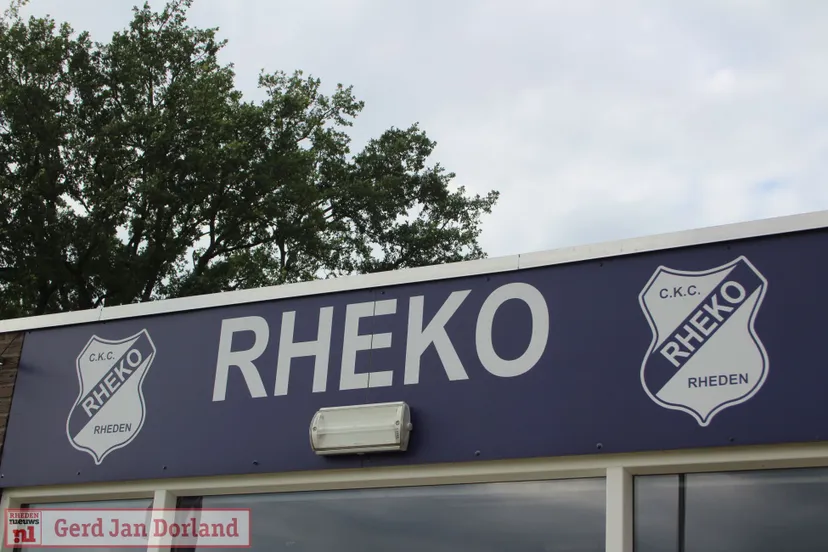 RHEKO
C.K.C.
RHEKO
RHEDEN
C.K.C.
RHEKO
RHEDEN
RHEDEN
nieuws
.nl
Gerd Jan Dorland